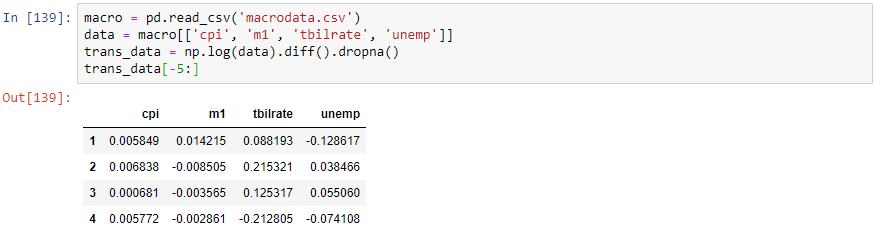 In [139]: macro = pd.read_csv('macrodata.csv')
data = macro[['cpi', 'm1', 'tbilrate', 'unemp']]
trans_data = np.log(data).diff().dropna()
trans_data[-5:]
Out[139]:
cpi m1 tbilrate unemp
1 0.005849 0.014215 0.088193 -0.128617
2 0.006838 -0.008505 0.215321 0.038466
3 0.000681 -0.003565 0.125317 0.055060
4 0.005772 -0.002861 -0.212805 -0.074108